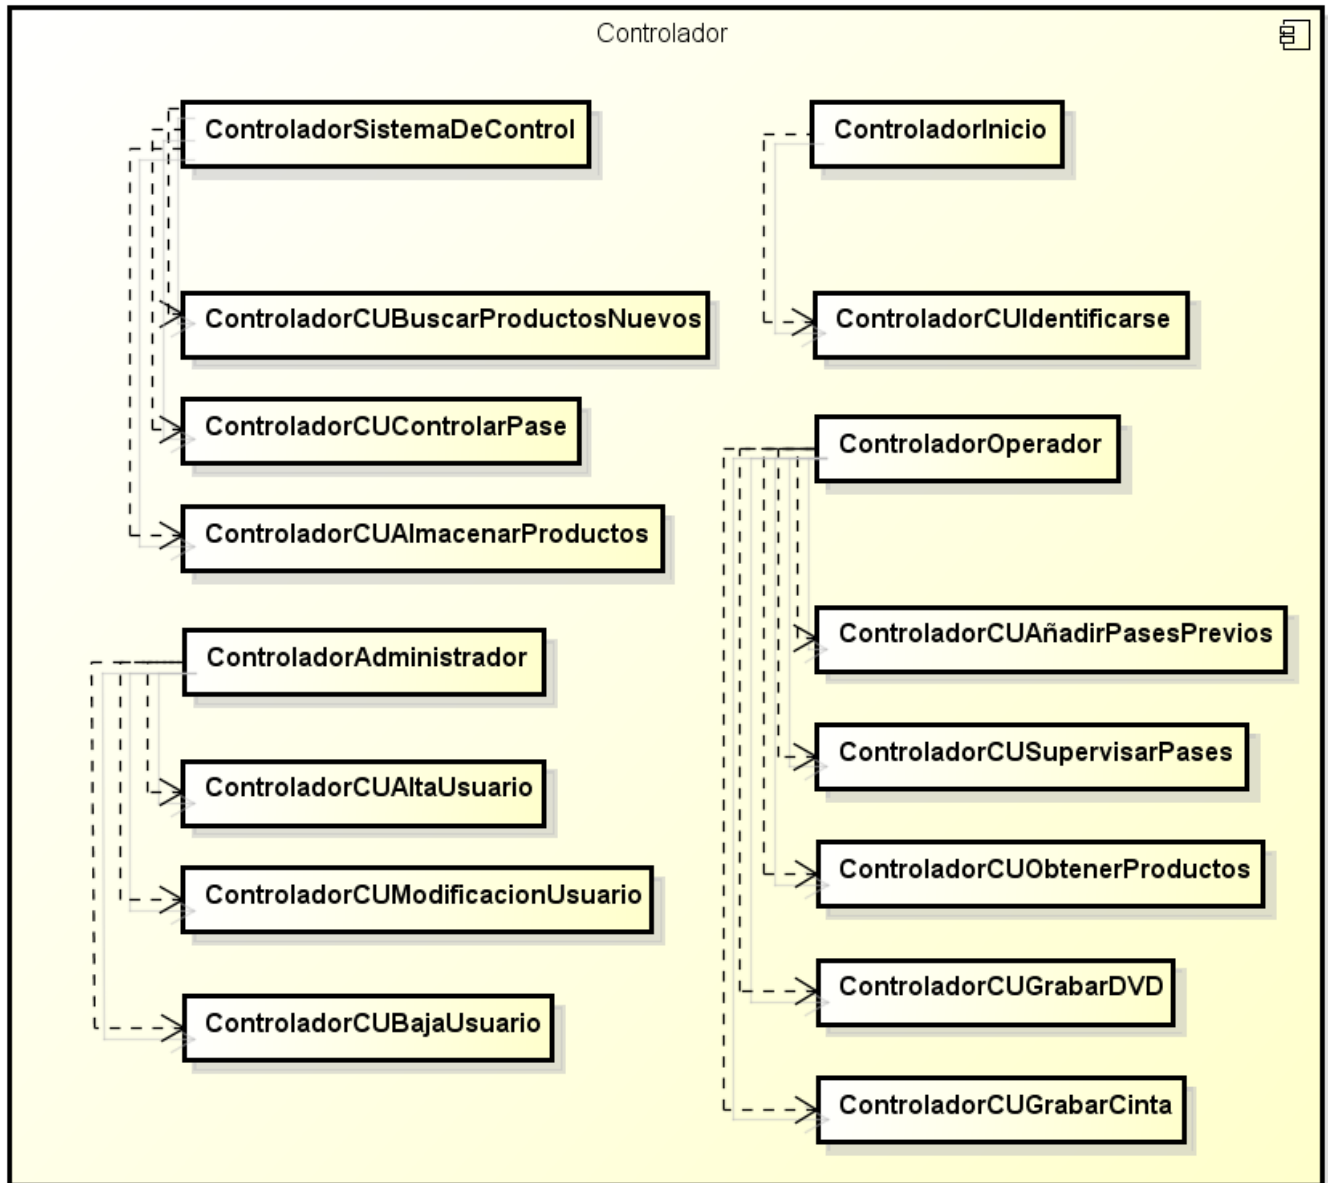 Controlador
ControladorSistemaDeControl
ControladorCUBuscarProductosNuevos
ControladorCUControlarPase
ControladorCUAlmacenarProductos
ControladorAdministrador
ControladorCUAltaUsuario
ControladorCUModificacionUsuario
ControladorCUBajaUsuario
ControladorInicio
ControladorCUIdentificarse
ControladorOperador
ControladorCUAñadirPasesPrevios
ControladorCUSupervisarPases
ControladorCUObtenerProductos
ControladorCUGrabarDVD
ControladorCUGrabarCinta